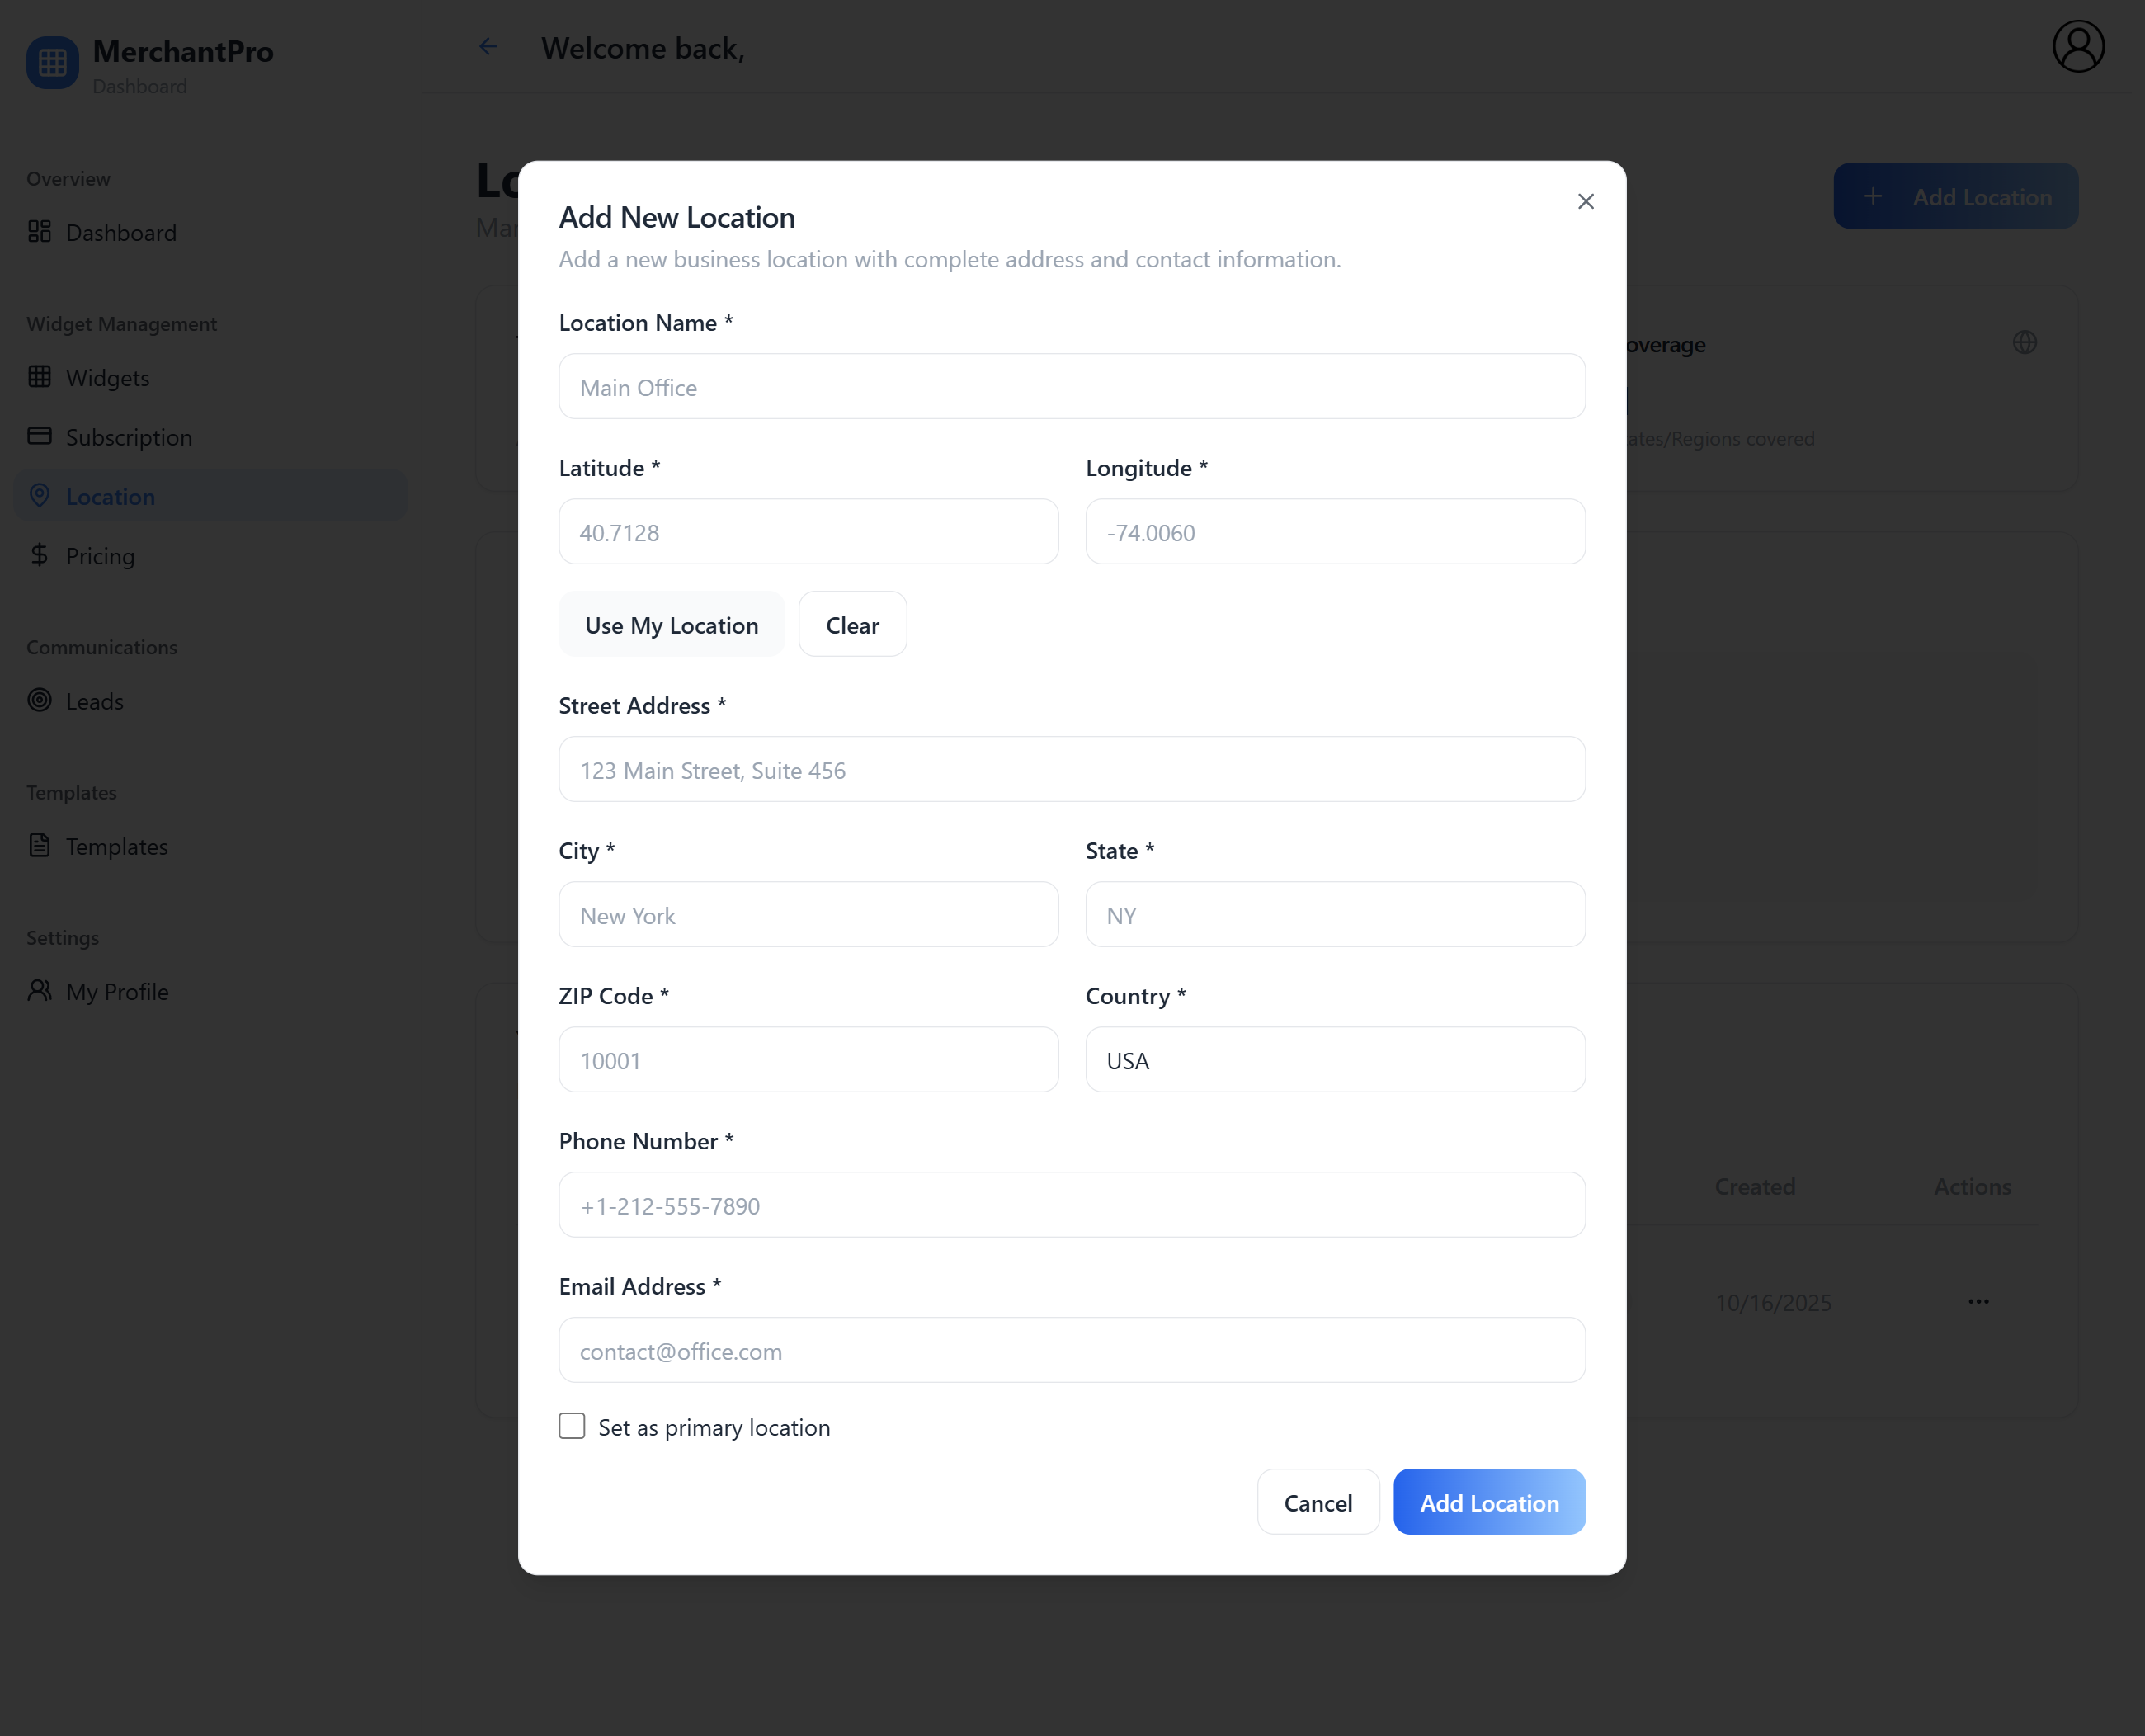 MerchantPro
Dashboard
Welcome back,
Overview
Dashboard
Widget Management
Widgets
Subscription
Location
Pricing
Communications
Leads
Templates
Templates
Settings
My Profile
Add Location
Created
Actions
10/16/2025
Add New Location
Add a new business location with complete address and contact information.
Location Name *
Main Office
Latitude *
Longitude *
40.7128
-74.0060
Use My Location
Clear
Street Address *
123 Main Street, Suite 456
City *
State *
New York
NY
ZIP Code *
Country *
10001
USA
Phone Number *
+1-212-555-7890
Email Address *
contact@office.com
Set as primary location
Cancel
Add Location
overage
ates/Regions covered